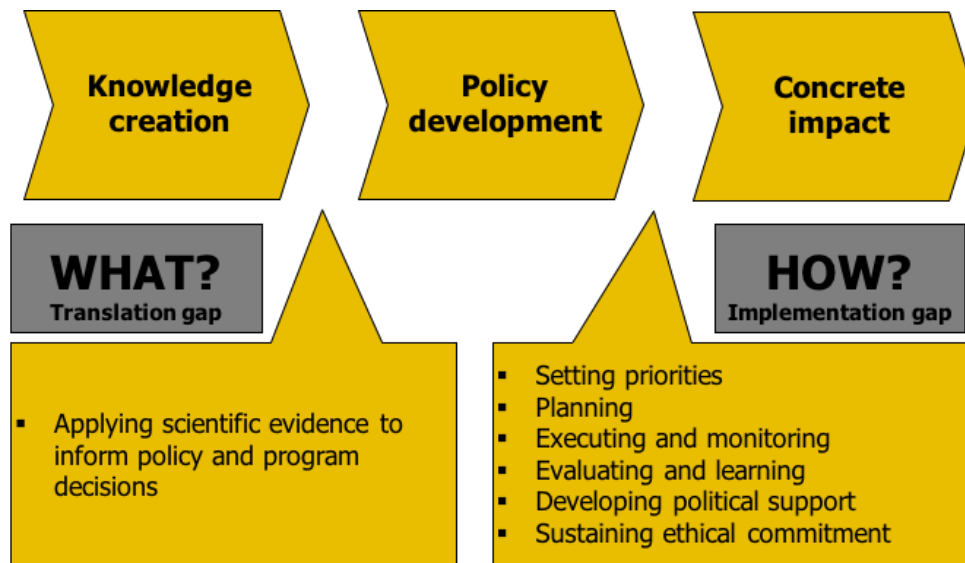 Knowledge
creation
Policy
development
Concrete
impact
WHAT?
Translation gap
HOW?
Implementation gap
▪ Applying scientific evidence to
inform policy and program
decisions
▪ Setting priorities
▪ Planning
▪ Executing and monitoring
▪ Evaluating and learning
▪ Developing political support
▪ Sustaining ethical commitment